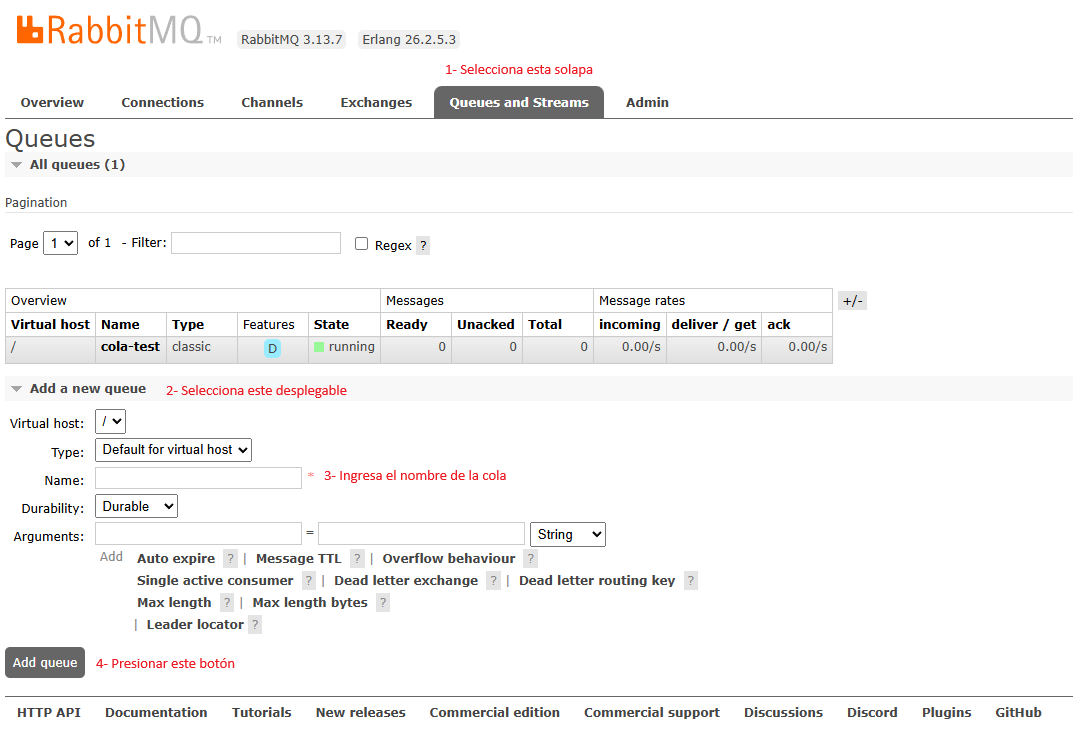 RabbitMQ TM RabbitMQ 3.13.7 Erlang 26.2.5.3
1- Selecciona esta solapa
Overview Connections Channels Exchanges Queues and Streams Admin
Queues
All queues (1)
Pagination
Page 1 of 1 - Filter: Regex ?
Overview Messages Message rates +/-
Virtual host Name Type Features State Ready Unacked Total incoming deliver / get ack
/ cola-test classic D running 0 0 0 0.00/s 0.00/s 0.00/s
Add a new queue 2- Selecciona este desplegable
Virtual host: /
Type: Default for virtual host
Name: * 3- Ingresa el nombre de la cola
Durability: Durable
Arguments: = String
Add Auto expire ? | Message TTL ? | Overflow behaviour ?
Single active consumer ? | Dead letter exchange ? | Dead letter routing key ?
Max length ? | Max length bytes ?
| Leader locator ?
Add queue 4- Presionar este botón
HTTP API Documentation Tutorials New releases Commercial edition Commercial support Discussions Discord Plugins GitHub